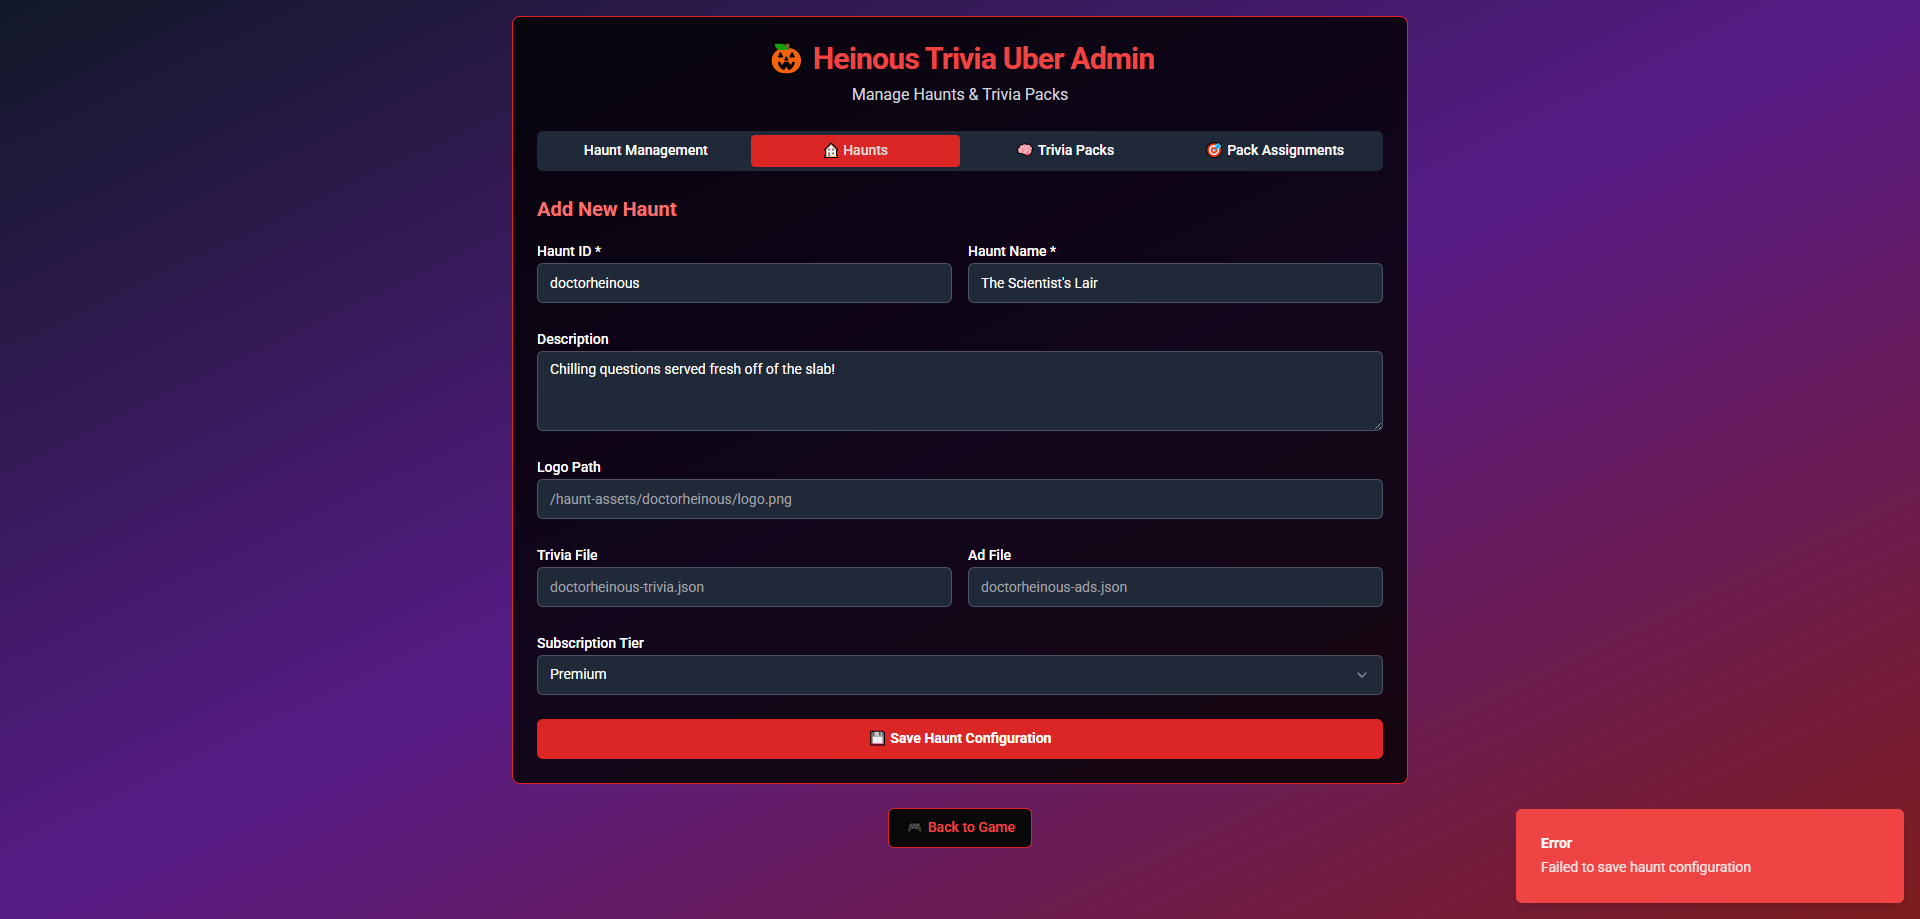 🎃 Heinous Trivia Uber Admin
Manage Haunts & Trivia Packs
Haunt Management 🏠 Haunts 🧠 Trivia Packs 🎯 Pack Assignments
Add New Haunt
Haunt ID * Haunt Name *
doctorheinous The Scientist's Lair
Description
Chilling questions served fresh off of the slab!
Logo Path
/haunt-assets/doctorheinous/logo.png
Trivia File Ad File
doctorheinous-trivia.json doctorheinous-ads.json
Subscription Tier
Premium
💾 Save Haunt Configuration
🎮 Back to Game
Error
Failed to save haunt configuration